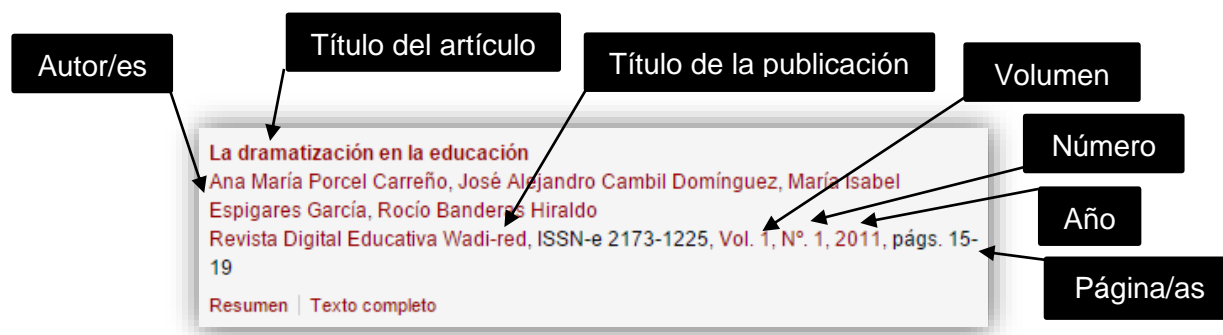 Título del artículo
Autor/es
Título de la publicación
Volumen
Número
Año
Página/as
La dramatización en la educación
Ana María Porcel Carreño, José Alejandro Cambil Domínguez, María Isabel
Espigares García, Rocío Banderas Hiraldo
Revista Digital Educativa Wadi-red, ISSN-e 2173-1225, Vol. 1, Nº. 1, 2011, págs. 15-
19
Resumen | Texto completo